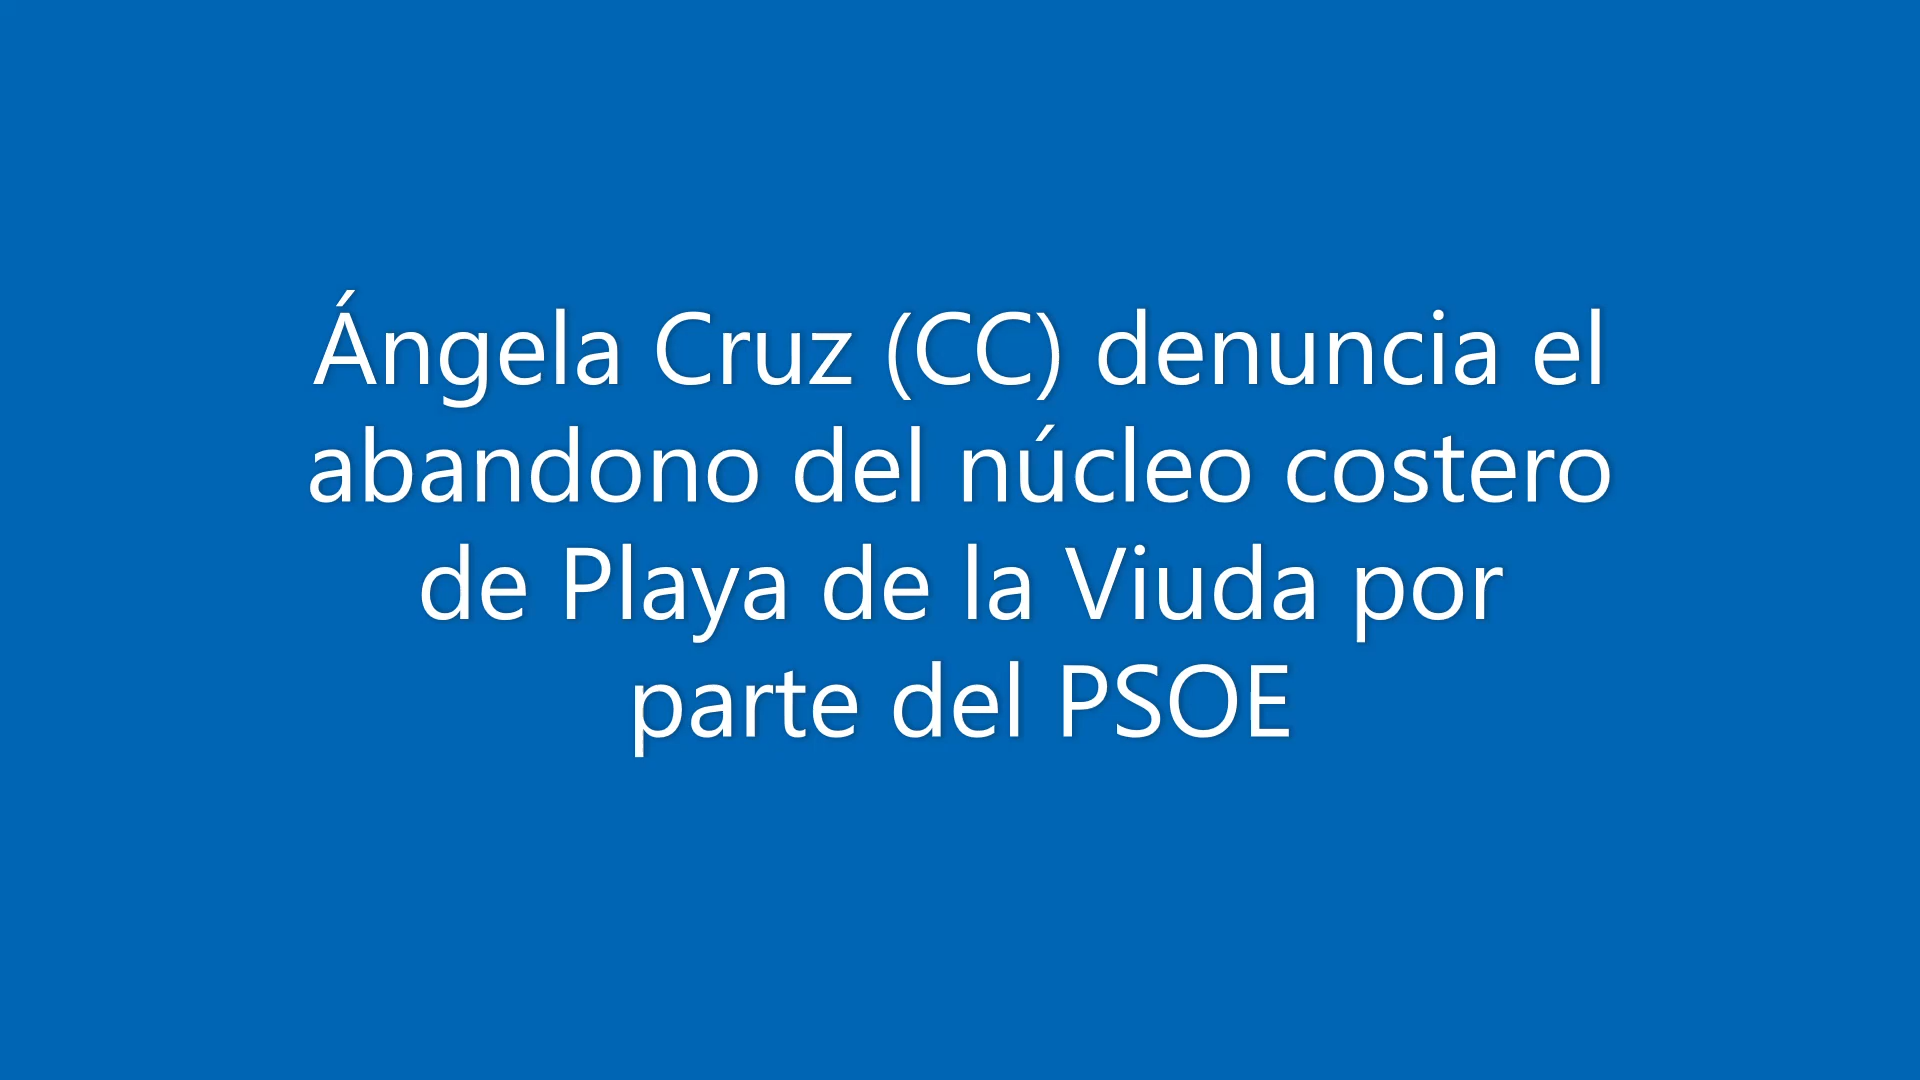 Ángela Cruz (CC) denuncia el
abandono del núcleo costero
de Playa de la Viuda por
parte del PSOE